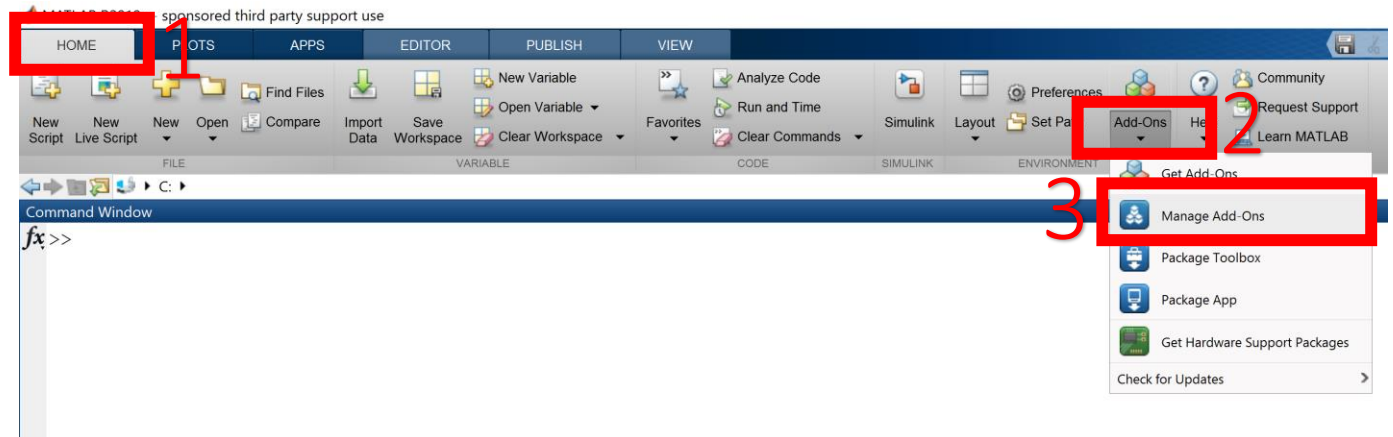 sponsored third party support use
HOME PLOTS APPS EDITOR PUBLISH VIEW
1
New Script
New Live Script
New
Open
Find Files
Compare
FILE
Import Data
Save Workspace
New Variable
Open Variable
Clear Workspace
VARIABLE
Favorites
Analyze Code
Run and Time
Clear Commands
CODE
Simulink
SIMULINK
Layout
Preferences
Set Pa
ENVIRONMENT
Add-Ons
2
He
Community
Request Support
Learn MATLAB
C:
Command Window
fx >>
Get Add-Ons
3
Manage Add-Ons
Package Toolbox
Package App
Get Hardware Support Packages
Check for Updates